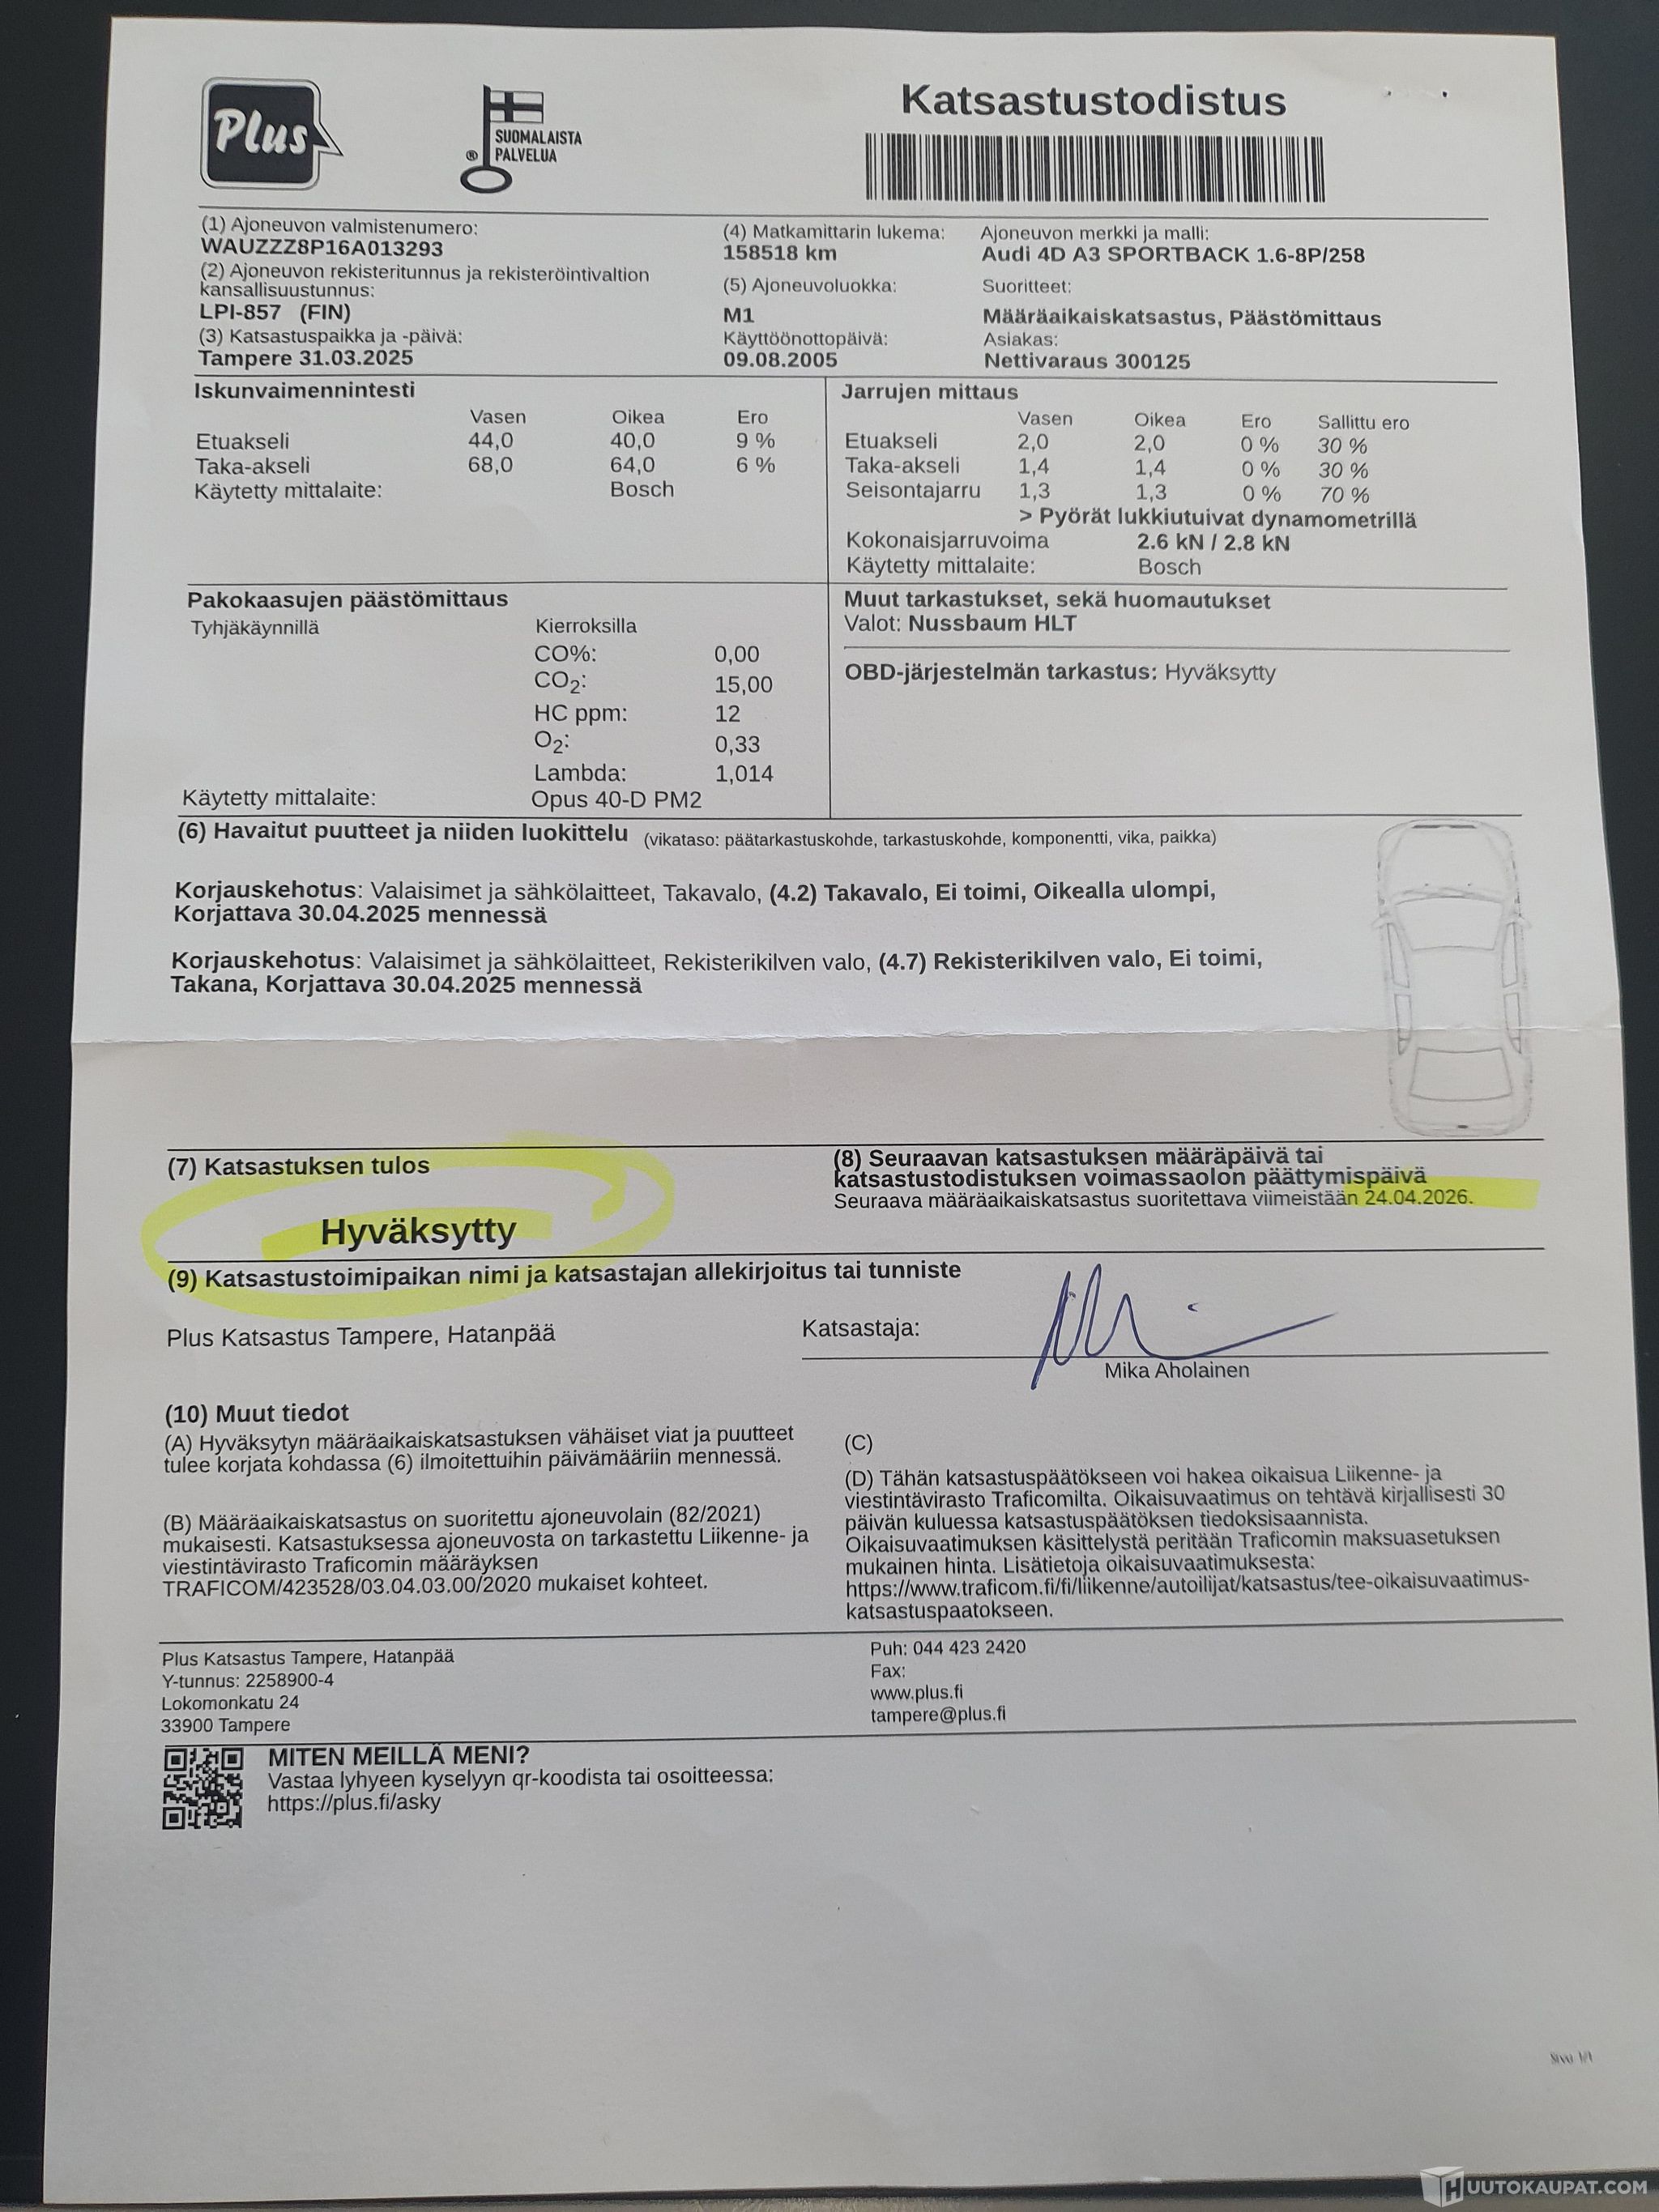 Plus
SUOMALAISTA
® PALVELUA
Katsastustodistus
(1) Ajoneuvon valmistenumero:
WAUZZZ8P16A013293
(2) Ajoneuvon rekisteritunnus ja rekisteröintivaltion
kansallisuustunnus:
LPI-857 (FIN)
(3) Katsastuspaikka ja -päivä:
Tampere 31.03.2025
(4) Matkamittarin lukema:
158518 km
(5) Ajoneuvoluokka:
M1
Käyttöönottopäivä:
09.08.2005
Ajoneuvon merkki ja malli:
Audi 4D A3 SPORTBACK 1.6-8P/258
Suoritteet:
Määräaikaiskatsastus, Päästömittaus
Asiakas:
Nettivaraus 300125
Iskunvaimennintesti
Vasen Oikea Ero
Etuakseli 44,0 40,0 9 %
Taka-akseli 68,0 64,0 6 %
Käytetty mittalaite: Bosch
Jarrujen mittaus
Vasen Oikea Ero Sallittu ero
Etuakseli 2,0 2,0 0 % 30 %
Taka-akseli 1,4 1,4 0 % 30 %
Seisontajarru 1,3 1,3 0 % 70 %
> Pyörät lukkiutuivat dynamometrillä
Kokonaisjarruvoima 2.6 kN / 2.8 kN
Käytetty mittalaite: Bosch
Pakokaasujen päästömittaus
Tyhjäkäynnillä Kierroksilla
CO%: 0,00
CO₂: 15,00
HC ppm: 12
O₂: 0,33
Lambda: 1,014
Käytetty mittalaite: Opus 40-D PM2
Muut tarkastukset, sekä huomautukset
Valot: Nussbaum HLT
OBD-järjestelmän tarkastus: Hyväksytty
(6) Havaitut puutteet ja niiden luokittelu (vikataso: päätarkastuskohde, tarkastuskohde, komponentti, vika, paikka)
Korjauskehotus: Valaisimet ja sähkölaitteet, Takavalo, (4.2) Takavalo, Ei toimi, Oikealla ulompi,
Korjattava 30.04.2025 mennessä
Korjauskehotus: Valaisimet ja sähkölaitteet, Rekisterikilven valo, (4.7) Rekisterikilven valo, Ei toimi,
Takana, Korjattava 30.04.2025 mennessä
(7) Katsastuksen tulos
Hyväksytty
(8) Seuraavan katsastuksen määräpäivä tai
katsastustodistuksen voimassaolon päättymispäivä
Seuraava määräaikaiskatsastus suoritettava viimeistään 24.04.2026.
(9) Katsastustoimipaikan nimi ja katsastajan allekirjoitus tai tunniste
Plus Katsastus Tampere, Hatanpää
Katsastaja:
Mika Aholainen
(10) Muut tiedot
(A) Hyväksytyn määräaikaiskatsastuksen vähäiset viat ja puutteet
tulee korjata kohdassa (6) ilmoitettuihin päivämääriin mennessä.
(B) Määräaikaiskatsastus on suoritettu ajoneuvolain (82/2021)
mukaisesti. Katsastuksessa ajoneuvosta on tarkastettu Liikenne- ja
viestintävirasto Traficomin määräyksen
TRAFICOM/423528/03.04.03.00/2020 mukaiset kohteet.
(C)
(D) Tähän katsastuspäätökseen voi hakea oikaisua Liikenne- ja
viestintävirasto Traficomilta. Oikaisuvaatimus on tehtävä kirjallisesti 30
päivän kuluessa katsastuspäätöksen tiedoksisaannista.
Oikaisuvaatimuksen käsittelystä peritään Traficomin maksuasetuksen
mukainen hinta. Lisätietoja oikaisuvaatimuksesta:
https://www.traficom.fi/fi/liikenne/autoilijat/katsastus/tee-oikaisuvaatimus-
katsastuspaatokseen.
Plus Katsastus Tampere, Hatanpää
Y-tunnus: 2258900-4
Lokomonkatu 24
33900 Tampere
Puh: 044 423 2420
Fax:
www.plus.fi
tampere@plus.fi
MITEN MEILLÄ MENI?
Vastaa lyhyeen kyselyyn qr-koodista tai osoitteessa:
https://plus.fi/asky
Sivu 1/1
HUUTOKAUPAT.COM